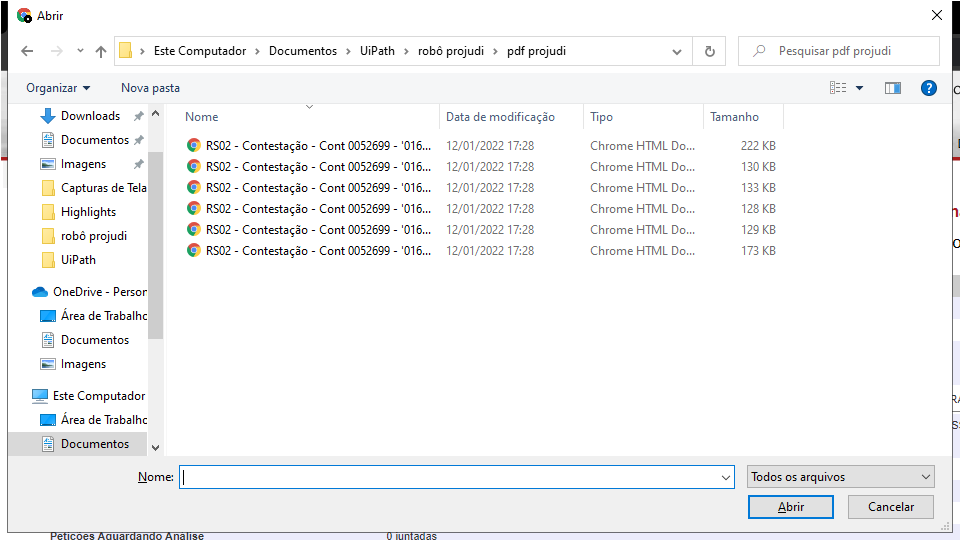 Abrir
Este Computador > Documentos > UiPath > robô projudi > pdf projudi
Pesquisar pdf projudi
Organizar
Nova pasta
Downloads
Documentos
Imagens
Capturas de Tela
Highlights
robô projudi
UiPath
OneDrive - Person
Área de Trabalho
Documentos
Imagens
Este Computador
Área de Trabalho
Documentos
Nome Data de modificação Tipo Tamanho
RS02 - Contestação - Cont 0052699 - '016... 12/01/2022 17:28 Chrome HTML Do... 222 KB
RS02 - Contestação - Cont 0052699 - '016... 12/01/2022 17:28 Chrome HTML Do... 130 KB
RS02 - Contestação - Cont 0052699 - '016... 12/01/2022 17:28 Chrome HTML Do... 133 KB
RS02 - Contestação - Cont 0052699 - '016... 12/01/2022 17:28 Chrome HTML Do... 128 KB
RS02 - Contestação - Cont 0052699 - '016... 12/01/2022 17:28 Chrome HTML Do... 129 KB
RS02 - Contestação - Cont 0052699 - '016... 12/01/2022 17:28 Chrome HTML Do... 173 KB
Nome:
Todos os arquivos
Abrir
Cancelar
Petições Aguardando Análise 0 juntadas